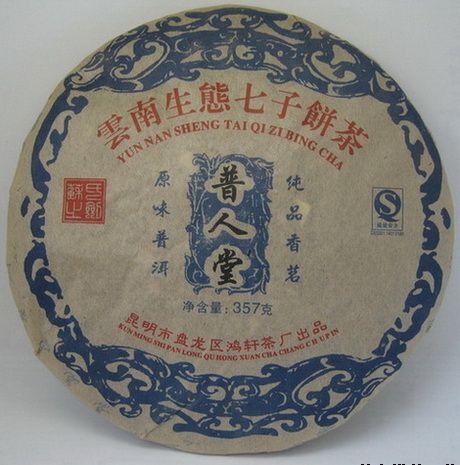 雲南生態七子餅茶
YUN NAN SHENG TAI QI ZI BING CHA
原味普洱
普人堂
纯品香茗
净含量: 357克
昆明市盘龙区鸿轩茶厂出品
KUN MING SHI PAN LONG QU HONG XUAN CHA CHANG CH UP IN